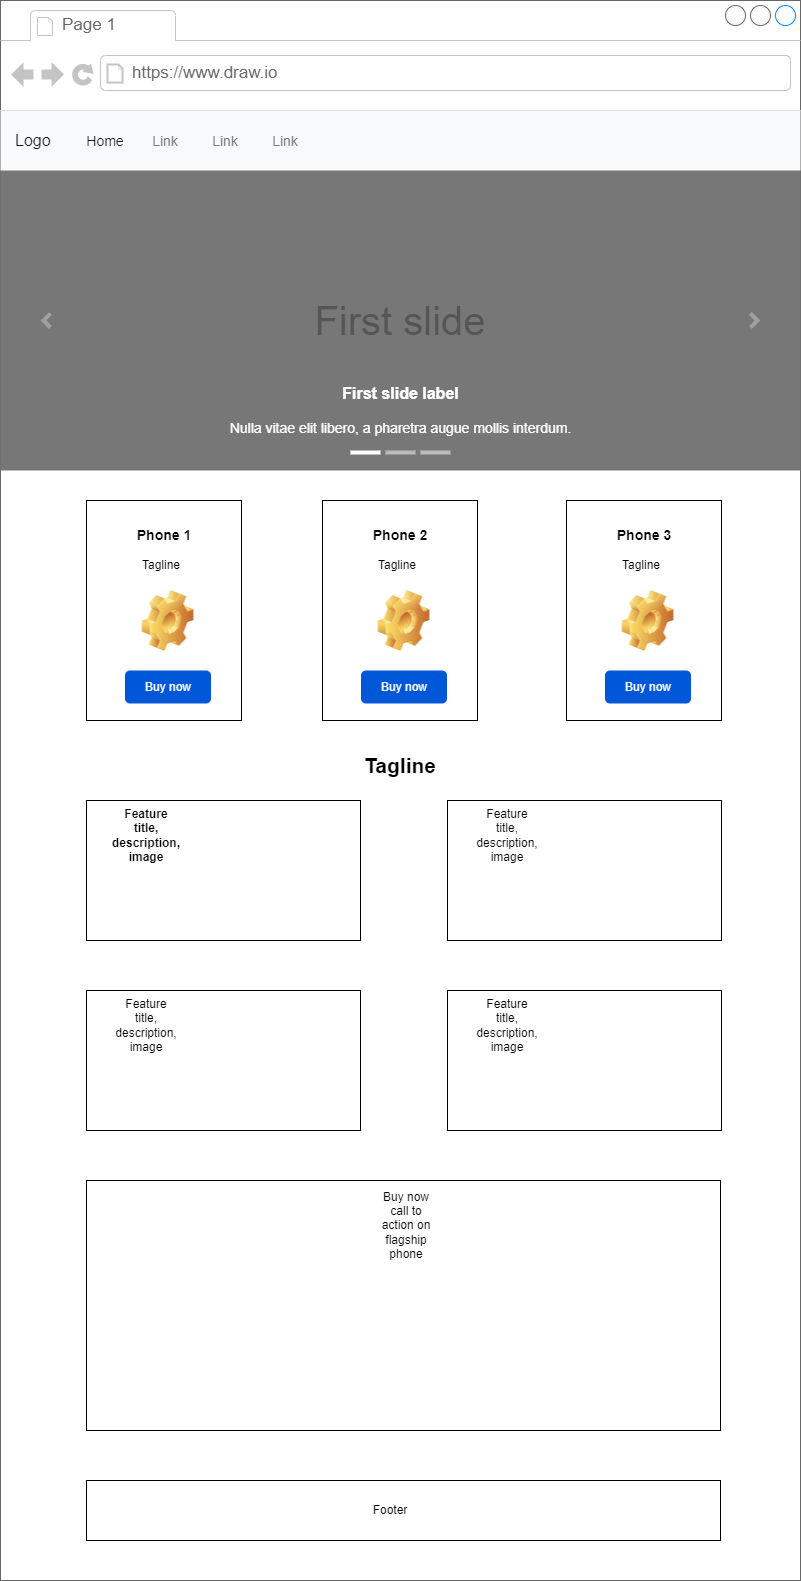 Page 1
https://www.draw.io
Logo Home Link Link Link
First slide
First slide label
Nulla vitae elit libero, a pharetra augue mollis interdum.
Phone 1
Tagline
Buy now
Phone 2
Tagline
Buy now
Phone 3
Tagline
Buy now
Tagline
Feature
title,
description,
image
Feature
title,
description,
image
Feature
title,
description,
image
Feature
title,
description,
image
Buy now
call to
action on
flagship
phone
Footer